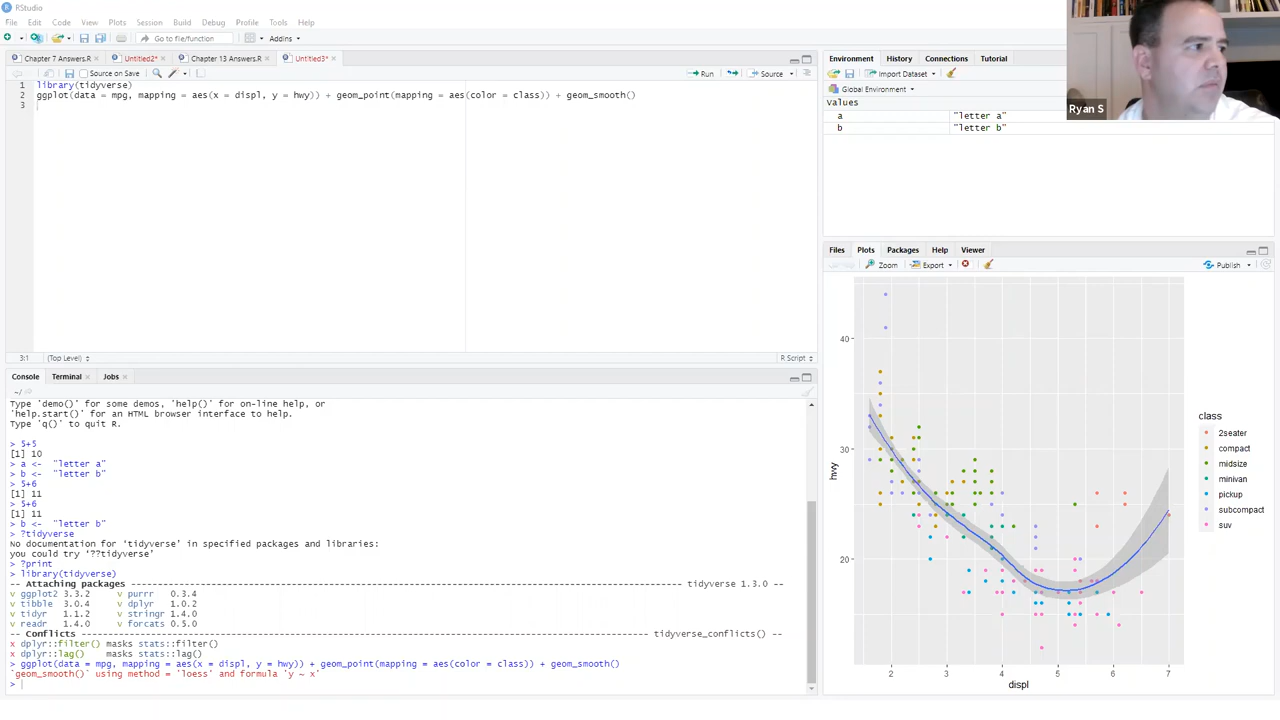 RStudio
File Edit Code View Plots Session Build Debug Profile Tools Help
Go to file/function Addins
Chapter 7 Answers.R Untitled2* Chapter 13 Answers.R Untitled3*
Source on Save Run Source
1 library(tidyverse)
2 ggplot(data = mpg, mapping = aes(x = displ, y = hwy)) + geom_point(mapping = aes(color = class)) + geom_smooth()
3
3:1 (Top Level) R Script
Console Terminal Jobs
~/
Type 'demo()' for some demos, 'help()' for on-line help, or
'help.start()' for an HTML browser interface to help.
Type 'q()' to quit R.
> 5+5
[1] 10
> a <- "letter a"
> b <- "letter b"
> 5+6
[1] 11
> 5+6
[1] 11
> b <- "letter b"
> ?tidyverse
No documentation for 'tidyverse' in specified packages and libraries:
you could try '??tidyverse'
> ?print
> library(tidyverse)
-- Attaching packages -- tidyverse 1.3.0 --
v ggplot2 3.3.2 v purrr 0.3.4
v tibble 3.0.4 v dplyr 1.0.2
v tidyr 1.1.2 v stringr 1.4.0
v readr 1.4.0 v forcats 0.5.0
-- Conflicts -- tidyverse_conflicts() --
x dplyr::filter() masks stats::filter()
x dplyr::lag() masks stats::lag()
> ggplot(data = mpg, mapping = aes(x = displ, y = hwy)) + geom_point(mapping = aes(color = class)) + geom_smooth()
`geom_smooth()` using method = 'loess' and formula 'y ~ x'
>
Environment History Connections Tutorial
Import Dataset
Global Environment
values
a "letter a"
b "letter b"
Ryan S
Files Plots Packages Help Viewer
Zoom Export Publish
40
30
20
hwy
2 3 4 5 6 7
displ
class
2seater
compact
midsize
minivan
pickup
subcompact
suv